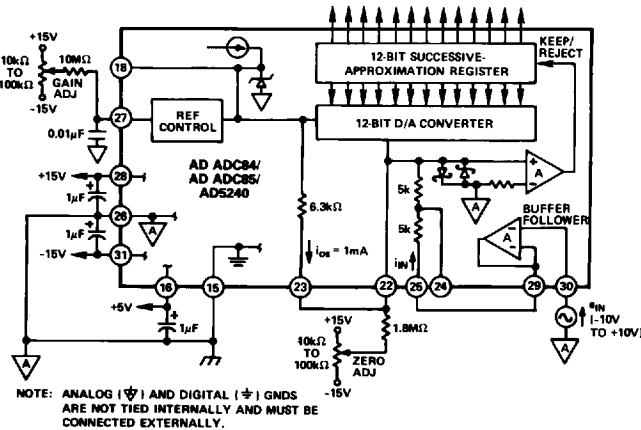 +15V
10kΩ
TO
100kΩ
-15V
10MΩ
GAIN
ADJ
0.01µF
18
27
REF
CONTROL
12-BIT SUCCESSIVE-
APPROXIMATION REGISTER
12-BIT D/A CONVERTER
KEEP/
REJECT
AD ADC84/
AD ADC85/
AD5240
+15V
1µF
1µF
-15V
28
26
31
A
A
6.3kΩ
iOS = 1mA
5k
5k
iIN
A
+
−
A
A
BUFFER
FOLLOWER
A
+
−
16
15
23
22
25
24
29
30
+5V
1µF
A
+15V
10kΩ
TO
100kΩ
-15V
ZERO
ADJ
1.8MΩ
eIN
(-10V
TO +10V)
A
NOTE: ANALOG (A) AND DIGITAL (⏚) GNDS
ARE NOT TIED INTERNALLY AND MUST BE
CONNECTED EXTERNALLY.